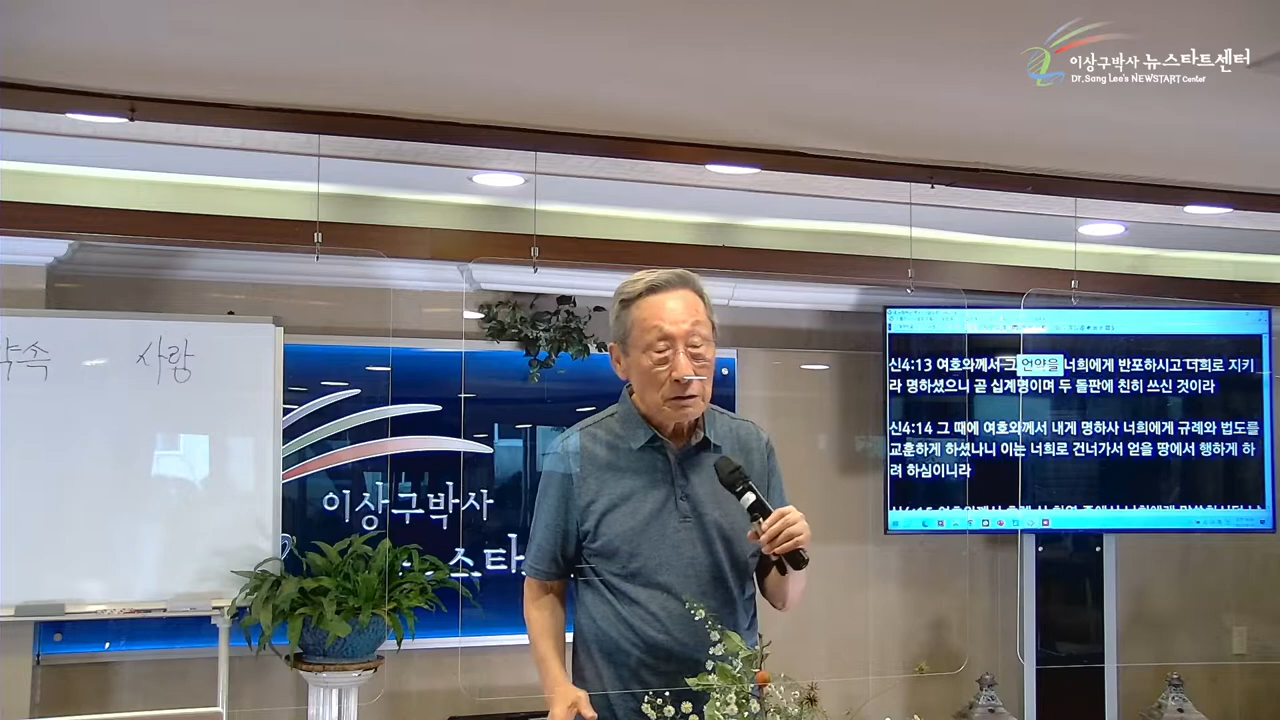 이상구박사 뉴스타트센터
Dr. Sang Lee's NEWSTART Center
약속 사랑
이상구박사
스타트
신4:13 여호와께서 그 언약을 너희에게 반포하시고 너희로 지키
라 명하셨으니 곧 십계명이며 두 돌판에 친히 쓰신 것이라
신4:14 그 때에 여호와께서 내게 명하사 너희에게 규례와 법도를
교훈하게 하셨나니 이는 너희로 건너가서 얻을 땅에서 행하게 하
려 하심이니라